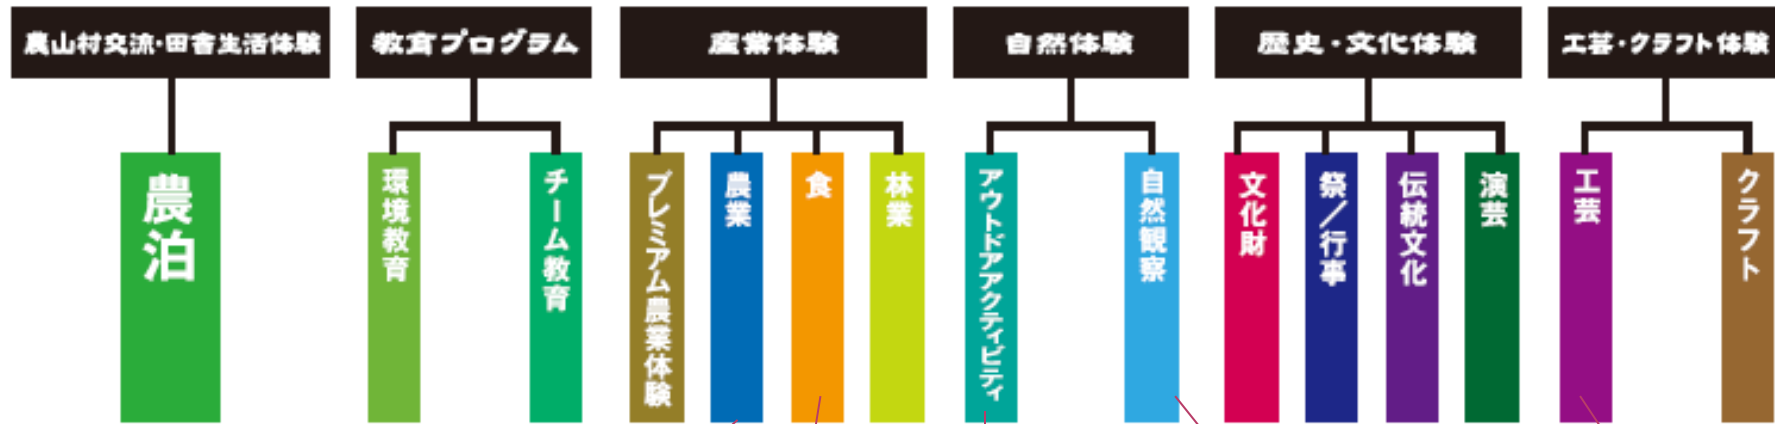 農山村交流・田舎生活体験
教育プログラム
産業体験
自然体験
歴史・文化体験
工芸・クラフト体験
農泊
環境教育
チーム教育
プレミアム農業体験
農業
食
林業
アウトドアアクティビティ
自然観察
文化財
祭／行事
伝統文化
演芸
工芸
クラフト